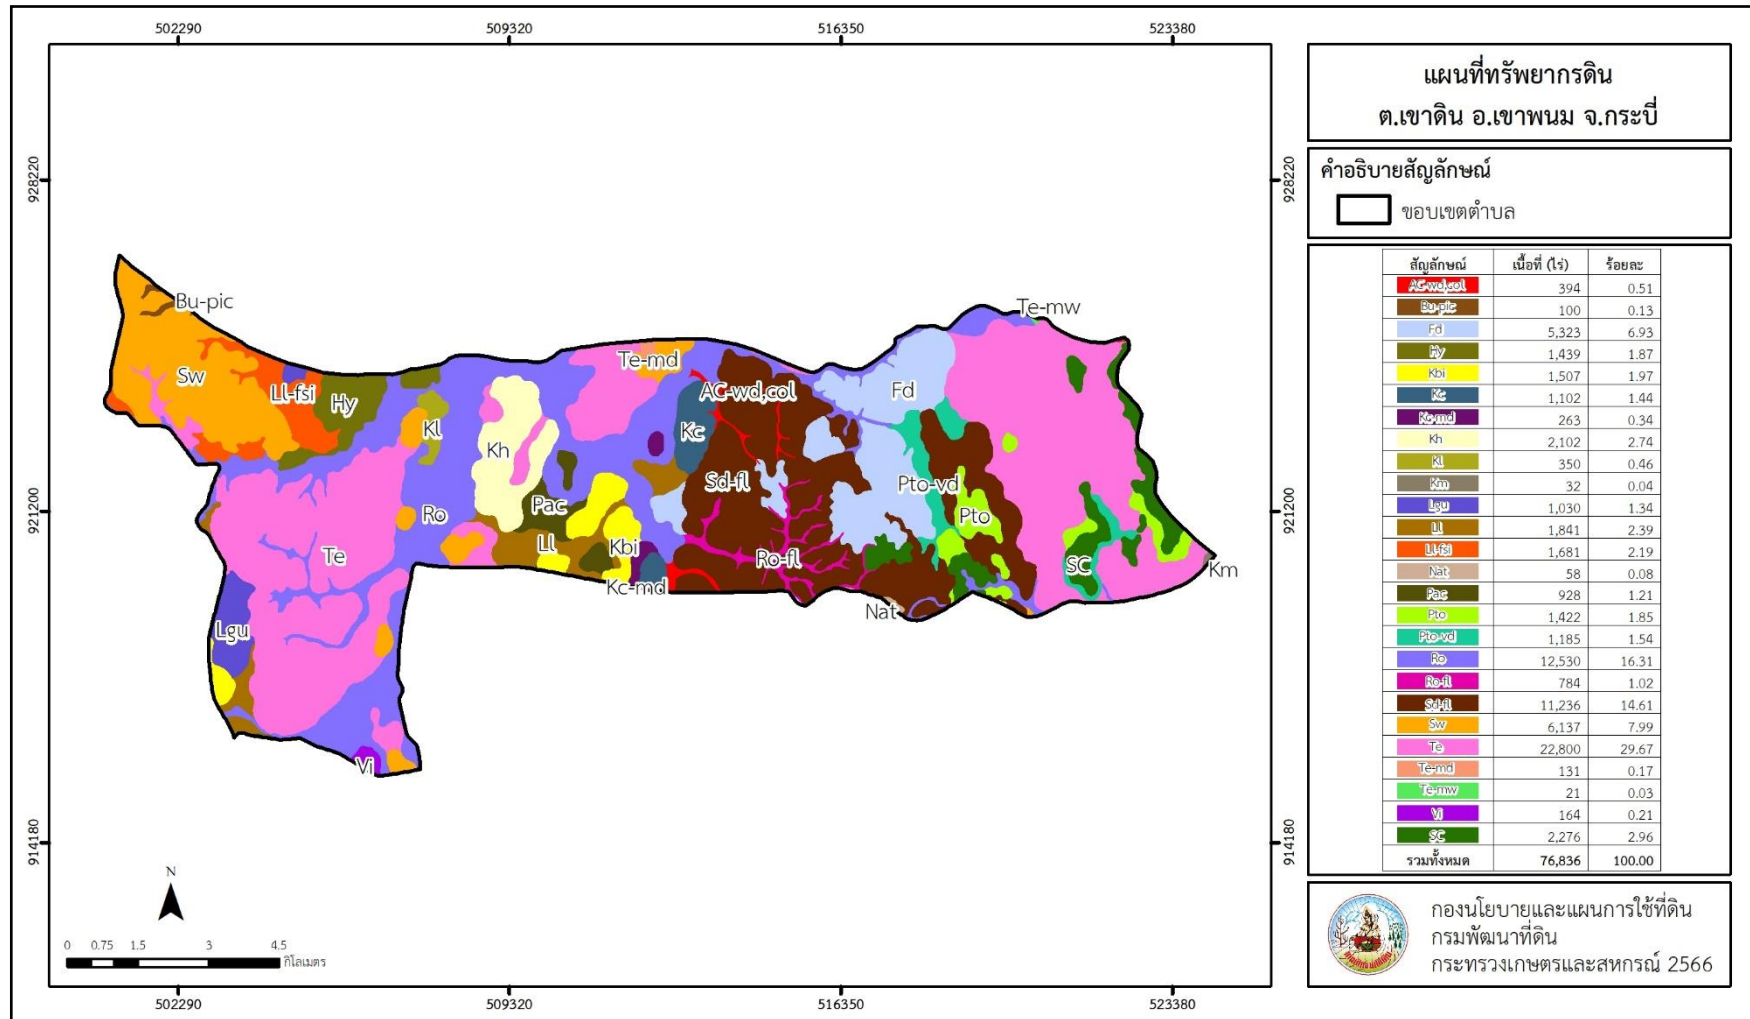 502290 509320 516350 523380
แผนที่ทรัพยากรดิน
ต.เขาดิน อ.เขาพนม จ.กระบี่
คำอธิบายสัญลักษณ์
ขอบเขตตำบล
928220 928220
921200 921200
914180 914180
Bu-pic
Te-mw
Sw
Ll-fsi
Hy
Te-md
AC-wd,col
Fd
Kl
Kc
Kh
Sd-fl
Pto-vd
Ro
Pac
Pto
Te
Ll
Kbi
Ro-fl
SC
Km
Kc-md
Nat
Lgu
Vi
สัญลักษณ์ เนื้อที่ (ไร่) ร้อยละ
AC-wd,col 394 0.51
Bu-pic 100 0.13
Fd 5,323 6.93
Hy 1,439 1.87
Kbi 1,507 1.97
Kc 1,102 1.44
Kc-md 263 0.34
Kh 2,102 2.74
Kl 350 0.46
Km 32 0.04
Lgu 1,030 1.34
Ll 1,841 2.39
Ll-fsi 1,681 2.19
Nat 58 0.08
Pac 928 1.21
Pto 1,422 1.85
Pto-vd 1,185 1.54
Ro 12,530 16.31
Ro-fl 784 1.02
Sd-fl 11,236 14.61
Sw 6,137 7.99
Te 22,800 29.67
Te-md 131 0.17
Te-mw 21 0.03
Vi 164 0.21
SC 2,276 2.96
รวมทั้งหมด 76,836 100.00
N
0 0.75 1.5 3 4.5
กิโลเมตร
กองนโยบายและแผนการใช้ที่ดิน
กรมพัฒนาที่ดิน
กระทรวงเกษตรและสหกรณ์ 2566
502290 509320 516350 523380